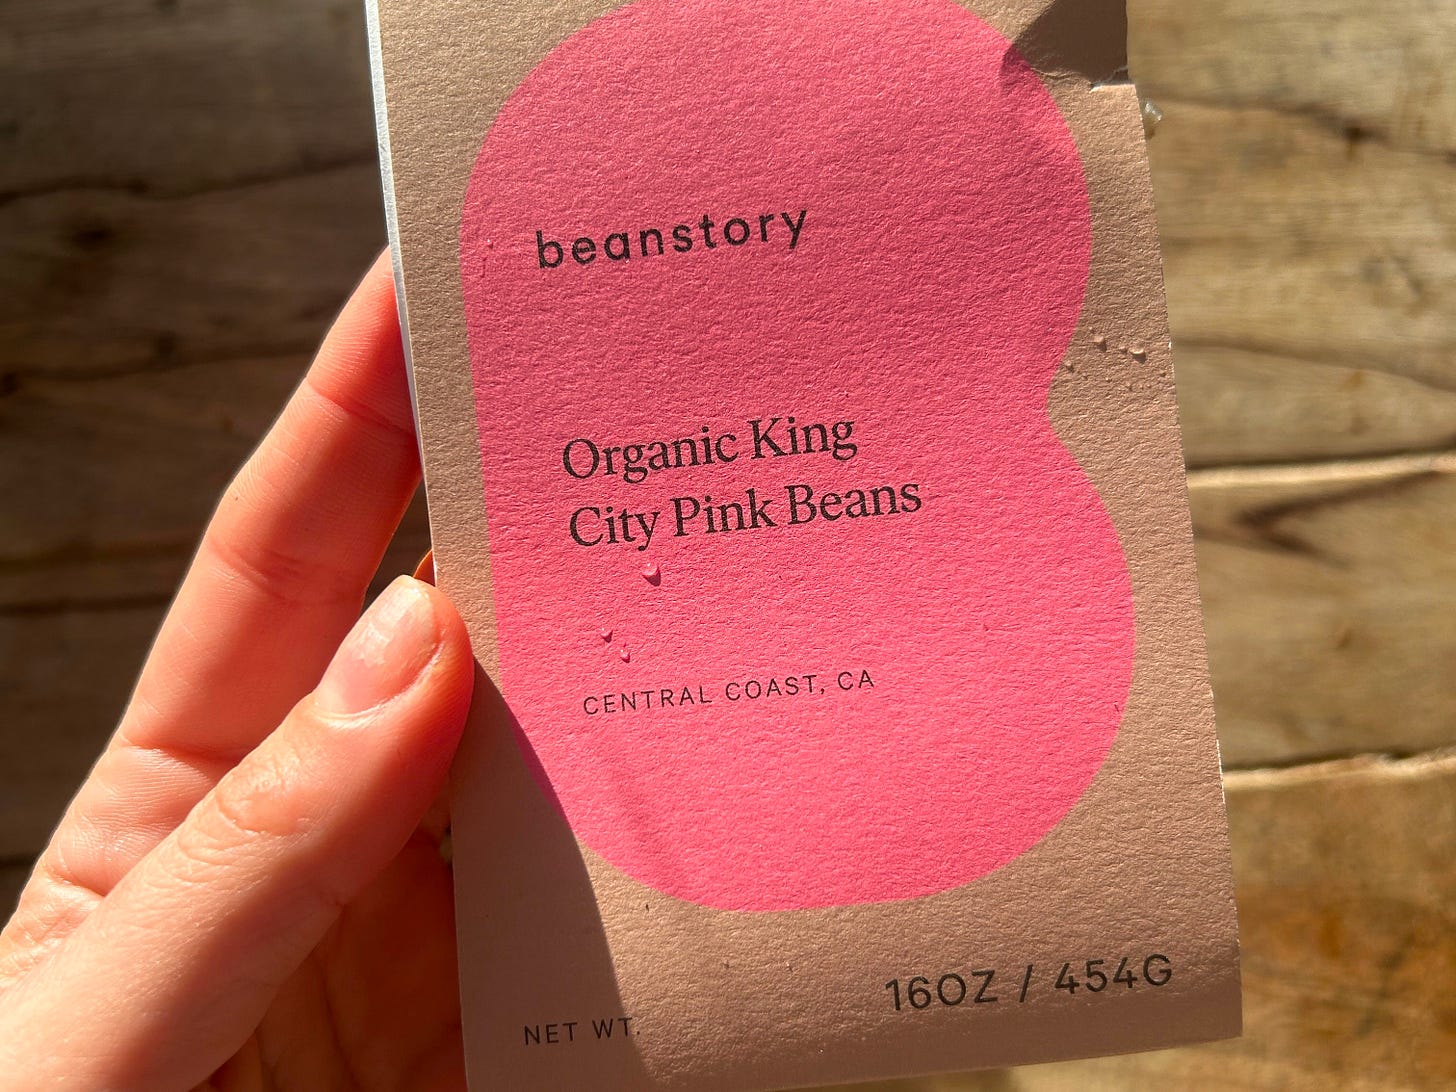 beanstory
Organic King
City Pink Beans
CENTRAL COAST, CA
NET WT.
16OZ / 454G